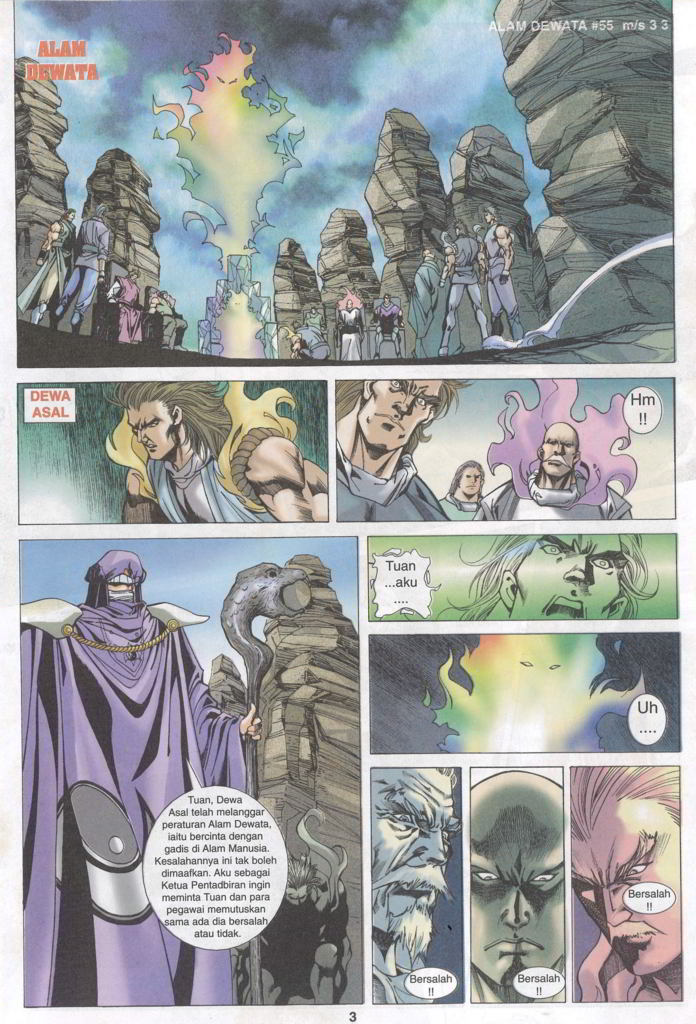 ALAM DEWATA #55 m/s 3 3
ALAM
DEWATA
DEWA
ASAL
Hm
!!
Tuan
...aku
....
Uh
....
Tuan, Dewa
Asal telah melanggar
peraturan Alam Dewata,
iaitu bercinta dengan
gadis di Alam Manusia.
Kesalahannya ini tak boleh
dimaafkan. Aku sebagai
Ketua Pentadbiran ingin
meminta Tuan dan para
pegawai memutuskan
sama ada dia bersalah
atau tidak.
Bersalah
!!
Bersalah
!!
Bersalah
!!
3